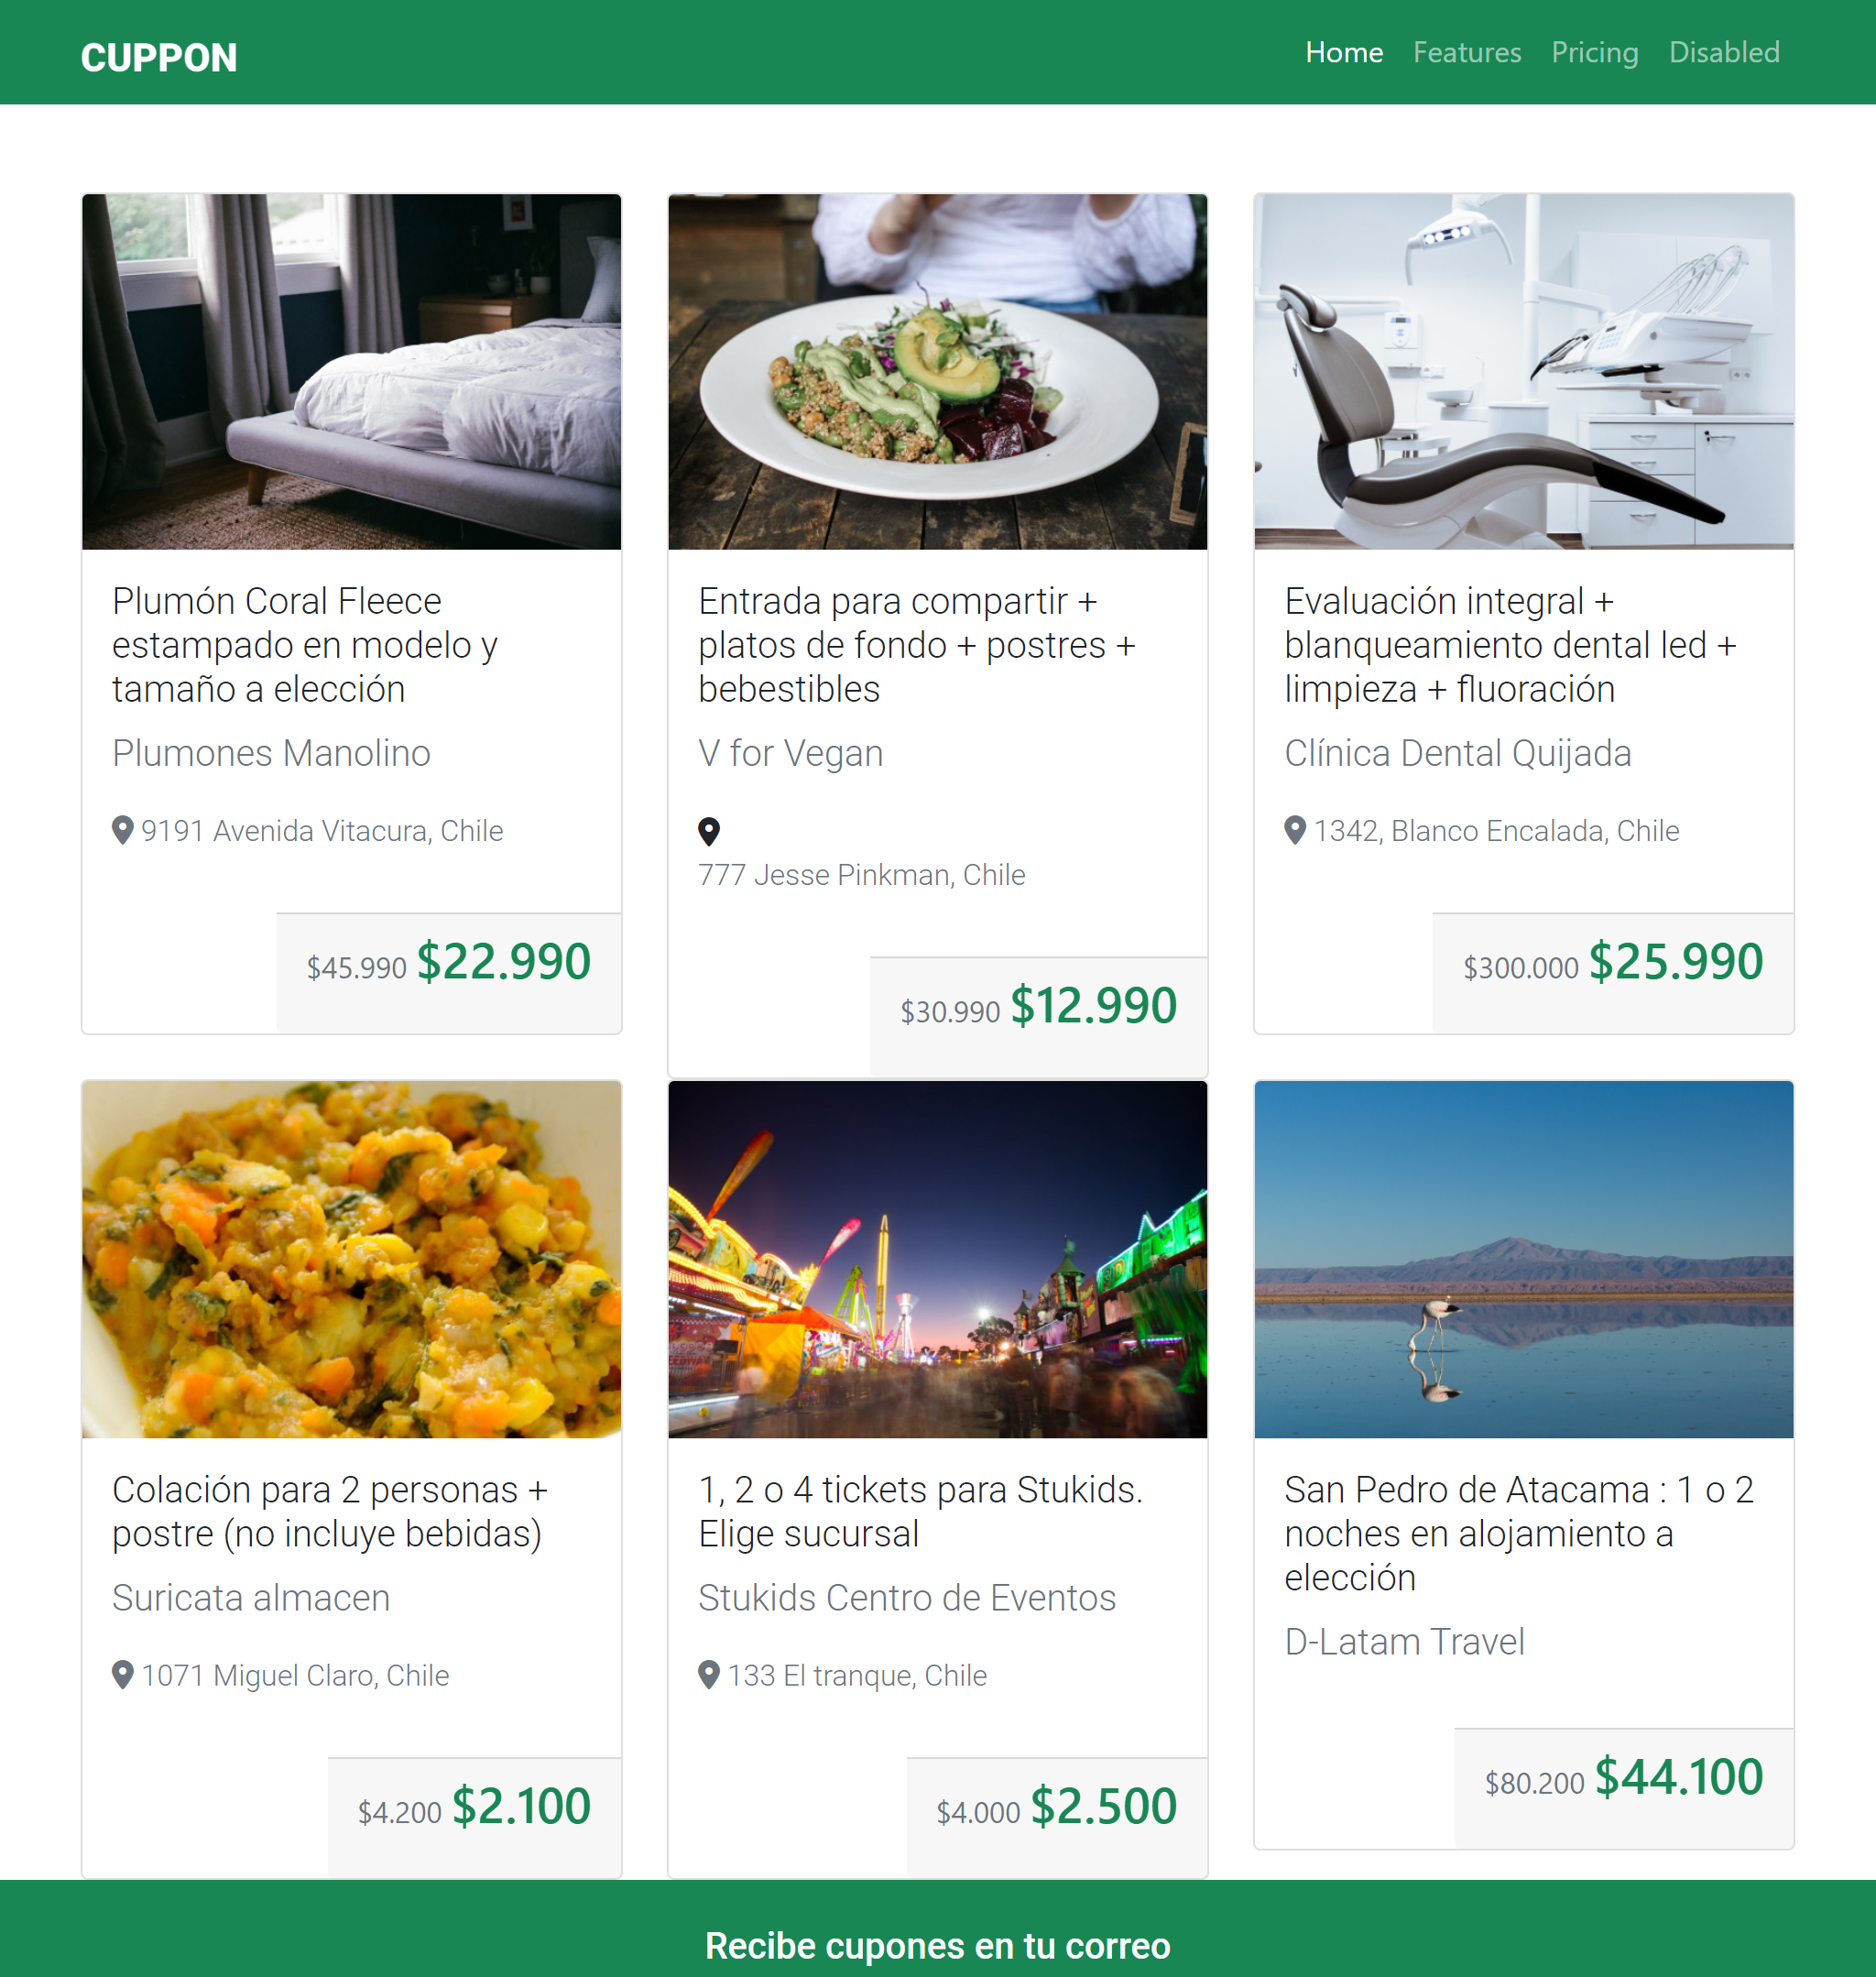 CUPPON
Home Features Pricing Disabled
Plumón Coral Fleece
estampado en modelo y
tamaño a elección
Plumones Manolino
9191 Avenida Vitacura, Chile
$45.990 $22.990
Entrada para compartir +
platos de fondo + postres +
bebestibles
V for Vegan
777 Jesse Pinkman, Chile
$30.990 $12.990
Evaluación integral +
blanqueamiento dental led +
limpieza + fluoración
Clínica Dental Quijada
1342, Blanco Encalada, Chile
$300.000 $25.990
Colación para 2 personas +
postre (no incluye bebidas)
Suricata almacen
1071 Miguel Claro, Chile
$4.200 $2.100
1, 2 o 4 tickets para Stukids.
Elige sucursal
Stukids Centro de Eventos
133 El tranque, Chile
$4.000 $2.500
San Pedro de Atacama : 1 o 2
noches en alojamiento a
elección
D-Latam Travel
$80.200 $44.100
Recibe cupones en tu correo